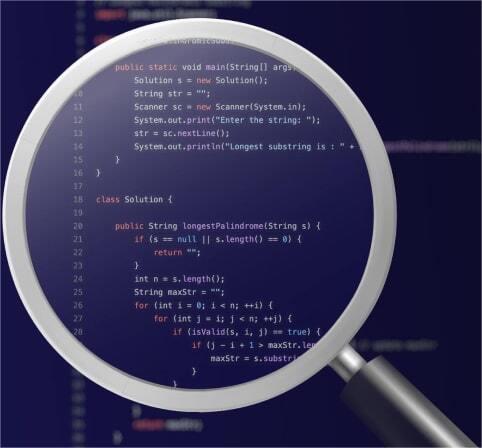 public static void main(String[] args
Solution s = new Solution();
10 String str = "";
11 Scanner sc = new Scanner(System.in);
12 System.out.print("Enter the string: ");
13 str = sc.nextLine();
14 System.out.println("Longest substring is : " +
15 }
16 }
17
18 class Solution {
19
20 public String longestPalindrome(String s) {
21 if (s == null || s.length() == 0) {
22 return "";
23 }
24 int n = s.length();
25 String maxStr = "";
26 for (int i = 0; i < n; ++i) {
27 for (int j = i; j < n; ++j) {
28 if (isValid(s, i, j) == true) {
if (j - i + 1 > maxStr.len
maxStr = s.substri
}
}